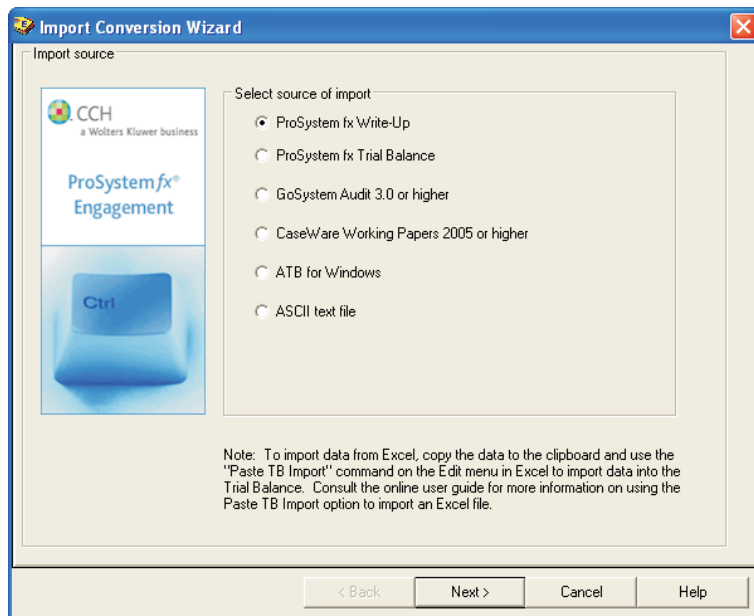 Import Conversion Wizard
Import source
CCH
a Wolters Kluwer business
ProSystem fx®
Engagement
Ctrl
Select source of import
ProSystem fx Write-Up
ProSystem fx Trial Balance
GoSystem Audit 3.0 or higher
CaseWare Working Papers 2005 or higher
ATB for Windows
ASCII text file
Note: To import data from Excel, copy the data to the clipboard and use the
"Paste TB Import" command on the Edit menu in Excel to import data into the
Trial Balance. Consult the online user guide for more information on using the
Paste TB Import option to import an Excel file.
< Back Next > Cancel Help